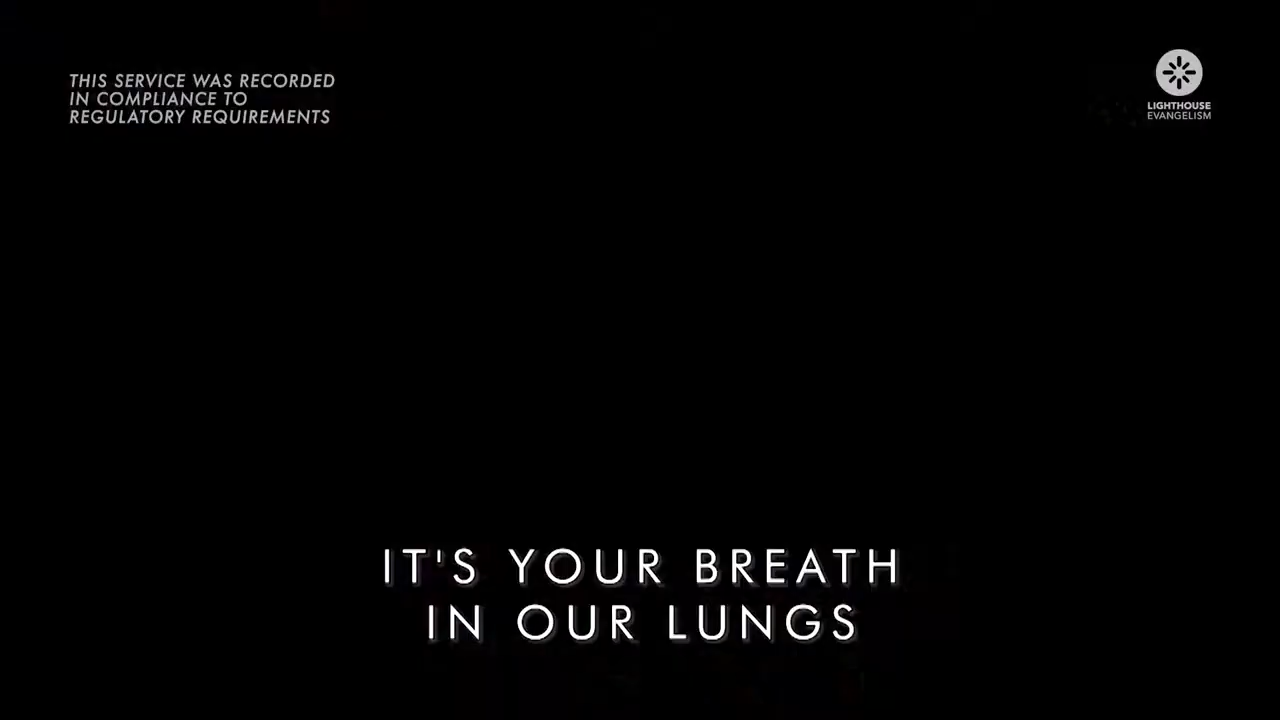 THIS SERVICE WAS RECORDED
IN COMPLIANCE TO
REGULATORY REQUIREMENTS
LIGHTHOUSE
EVANGELISM
IT'S YOUR BREATH
IN OUR LUNGS